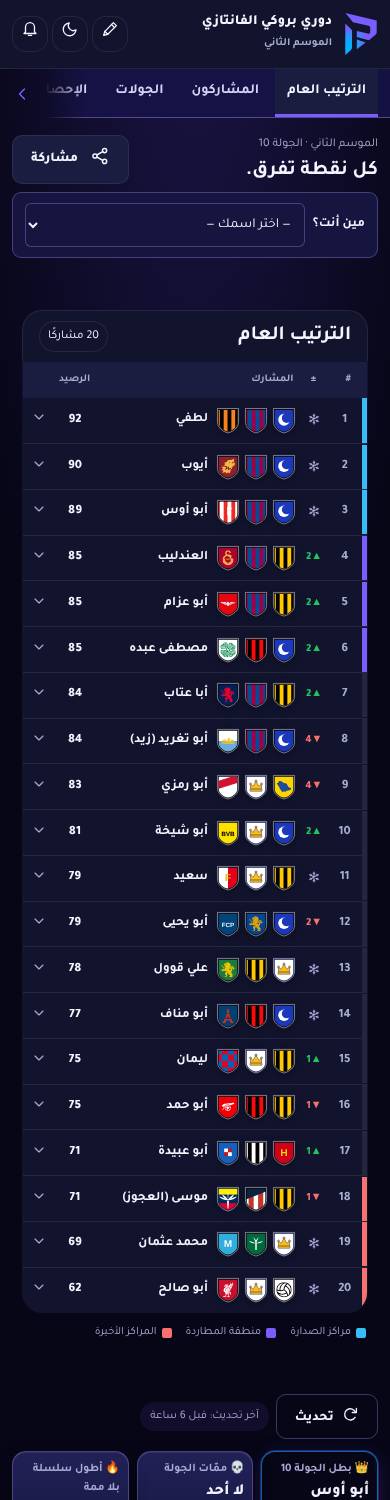 دوري بروكي الفانتازي
الموسم الثاني
الترتيب العام المشاركون الجولات الإحصا
الموسم الثاني · الجولة 10
كل نقطة تفرق.
مشاركة
مين أنت؟ — اختر اسمك —
الترتيب العام
20 مشاركًا
# ± المشارك الرصيد
1 لطفي 92
2 أيوب 90
3 أبو أوس 89
4 ▲2 العندليب 85
5 ▲2 أبو عزام 85
6 ▲2 مصطفى عبده 85
7 ▲2 أبا عتاب 84
8 ▼4 أبو تغريد (زيد) 84
9 ▼4 أبو رمزي 83
10 ▲2 أبو شيخة BVB 81
11 سعيد 79
12 ▼2 أبو يحيى FCP 79
13 علي قوول 78
14 أبو مناف 77
15 ▲1 ليمان 75
16 ▼1 أبو حمد 75
17 ▲1 H أبو عبيدة 71
18 ▼1 موسى (العجوز) 71
19 M محمد عثمان 69
20 أبو صالح 62
مراكز الصدارة منطقة المطاردة المراكز الأخيرة
تحديث
آخر تحديث: قبل 6 ساعة
👑 بطل الجولة 10
أبو أوس
💀 ممّات الجولة
لا أحد
🔥 أطول سلسلة
بلا ممة